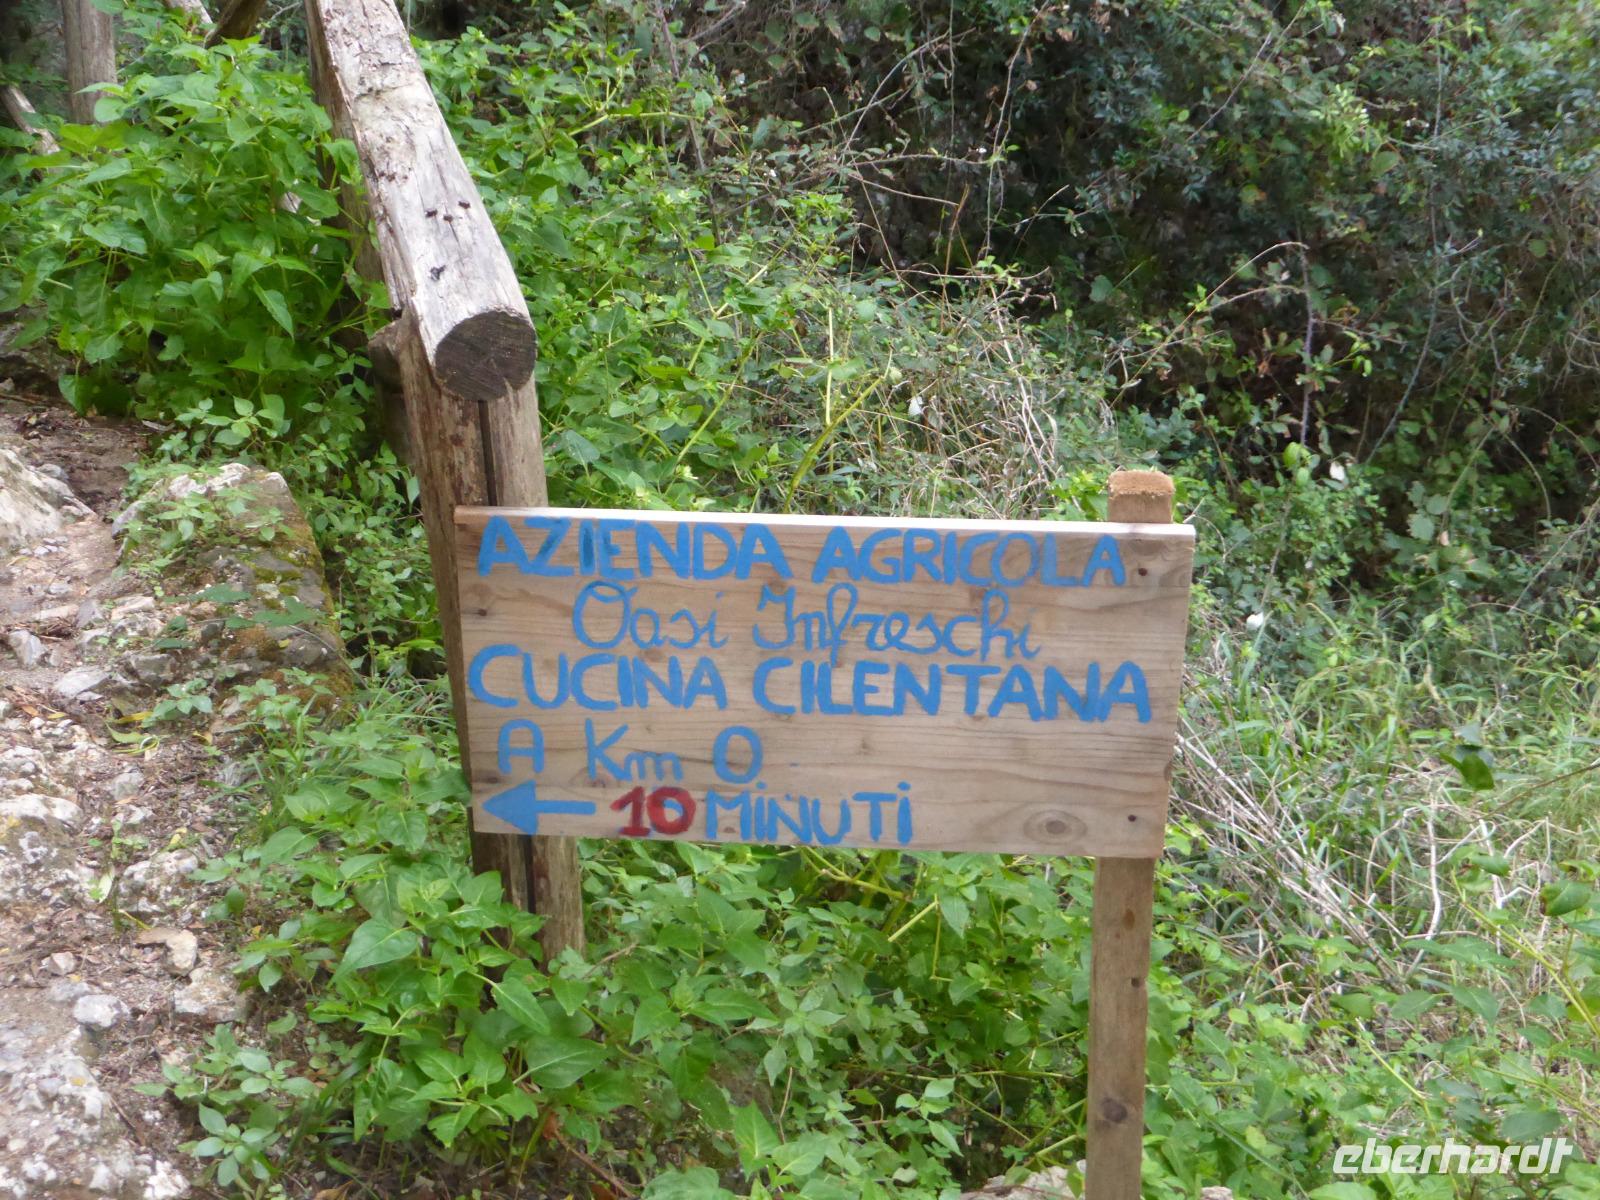 AZIENDA AGRICOLA
Oasi Infreschi
CUCINA CILENTANA
A Km 0
10 MINUTI
eberhardt